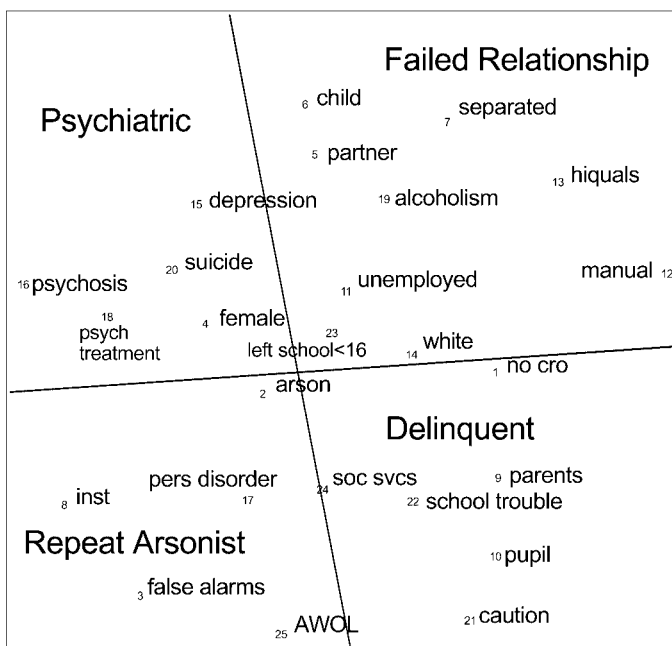 Failed Relationship
6 child
7 separated
Psychiatric
5 partner
13 hiquals
15 depression
19 alcoholism
20 suicide
manual 12
16 psychosis
11 unemployed
18
psych
treatment
4 female
23
left school<16
14 white
1 no cro
2 arson
Delinquent
pers disorder
17
24 soc svcs
9 parents
8 inst
22 school trouble
Repeat Arsonist
10 pupil
3 false alarms
25 AWOL
21 caution